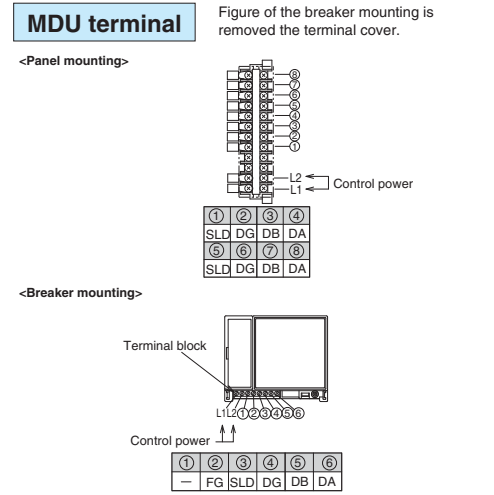 MDU terminal
Figure of the breaker mounting is
removed the terminal cover.
<Panel mounting>
⑧
⑦
⑥
⑤
④
③
②
①
L2
L1
Control power
① ② ③ ④
SLD DG DB DA
⑤ ⑥ ⑦ ⑧
SLD DG DB DA
<Breaker mounting>
Terminal block
L1L2①②③④⑤⑥
Control power
① ② ③ ④ ⑤ ⑥
— FG SLD DG DB DA